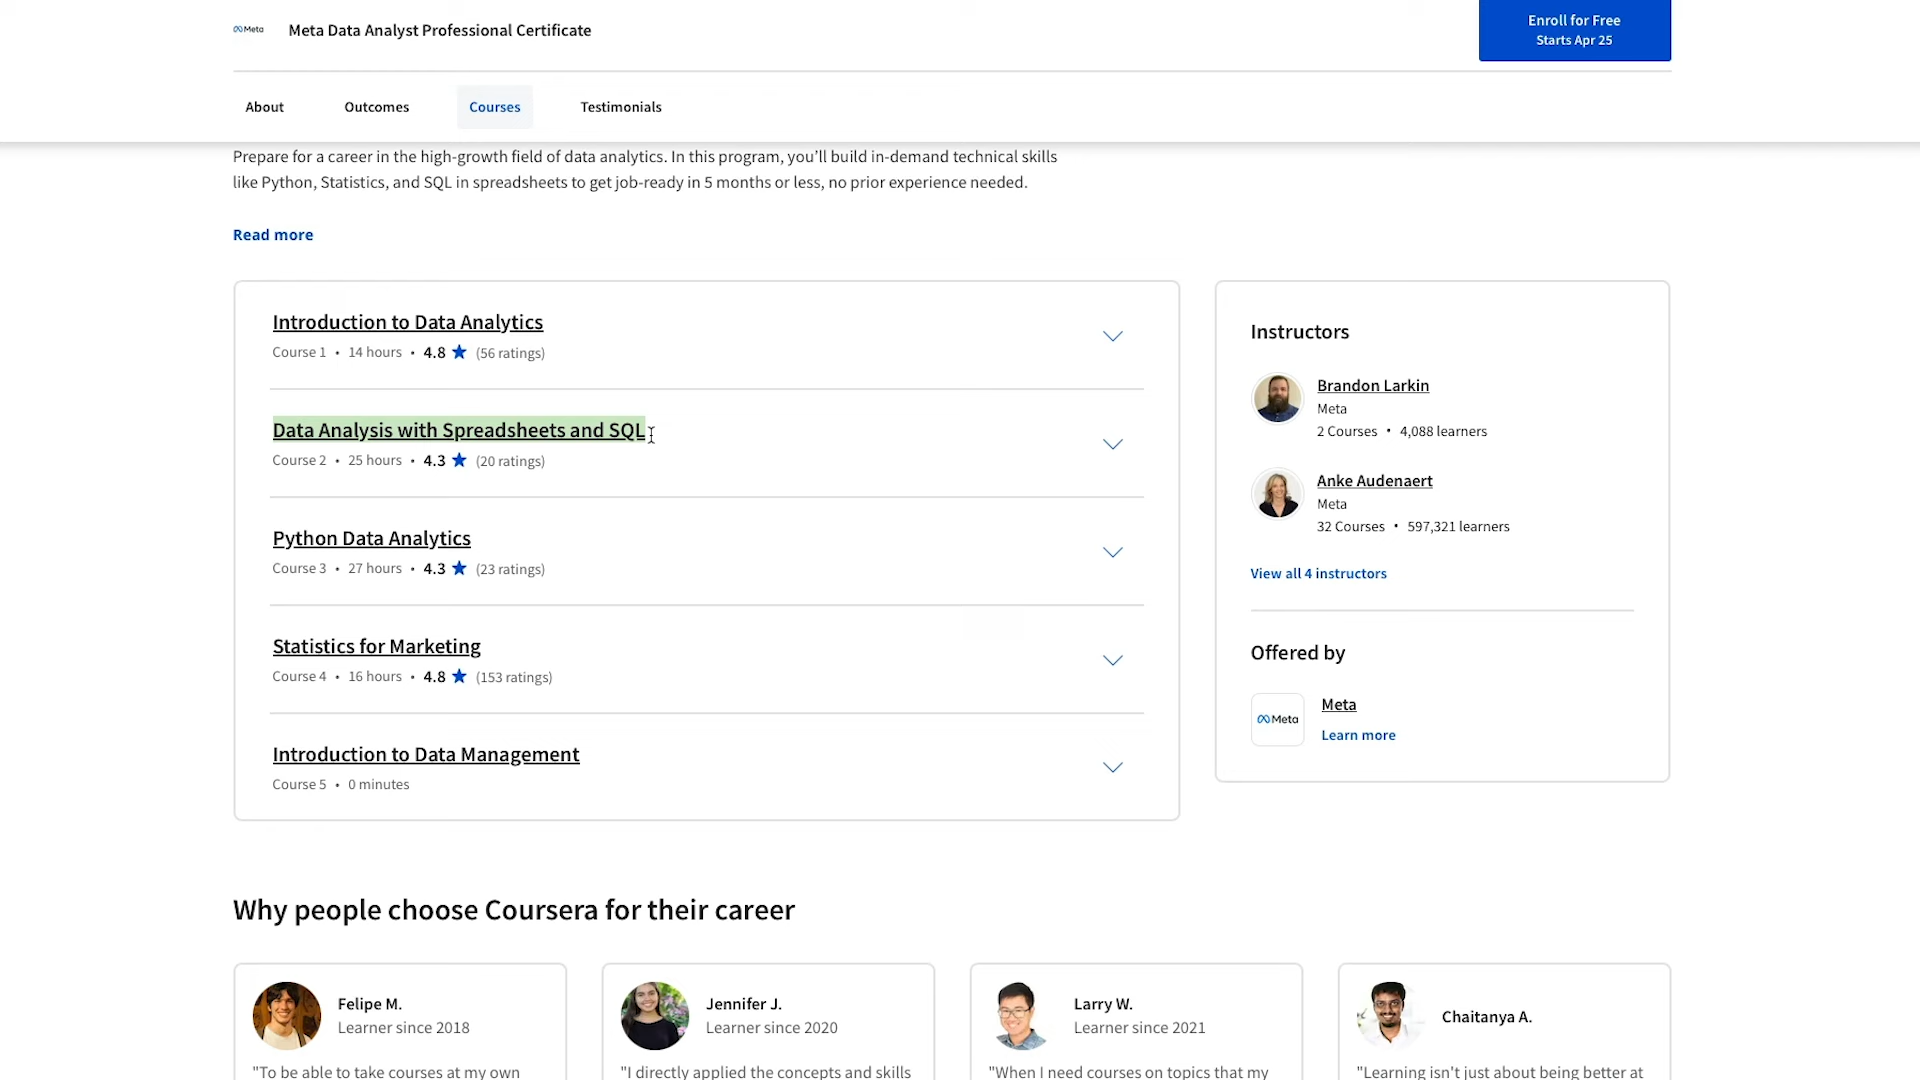 Meta
Meta Data Analyst Professional Certificate
Enroll for Free
Starts Apr 25
About
Outcomes
Courses
Testimonials
Prepare for a career in the high-growth field of data analytics. In this program, you’ll build in-demand technical skills
like Python, Statistics, and SQL in spreadsheets to get job-ready in 5 months or less, no prior experience needed.
Read more
Introduction to Data Analytics
Course 1 • 14 hours • 4.8 ★ (56 ratings)
Data Analysis with Spreadsheets and SQL
Course 2 • 25 hours • 4.3 ★ (20 ratings)
Python Data Analytics
Course 3 • 27 hours • 4.3 ★ (23 ratings)
Statistics for Marketing
Course 4 • 16 hours • 4.8 ★ (153 ratings)
Introduction to Data Management
Course 5 • 0 minutes
Instructors
Brandon Larkin
Meta
2 Courses • 4,088 learners
Anke Audenaert
Meta
32 Courses • 597,321 learners
View all 4 instructors
Offered by
Meta
Meta
Learn more
Why people choose Coursera for their career
Felipe M.
Learner since 2018
"To be able to take courses at my own
Jennifer J.
Learner since 2020
"I directly applied the concepts and skills
Larry W.
Learner since 2021
"When I need courses on topics that my
Chaitanya A.
"Learning isn't just about being better at